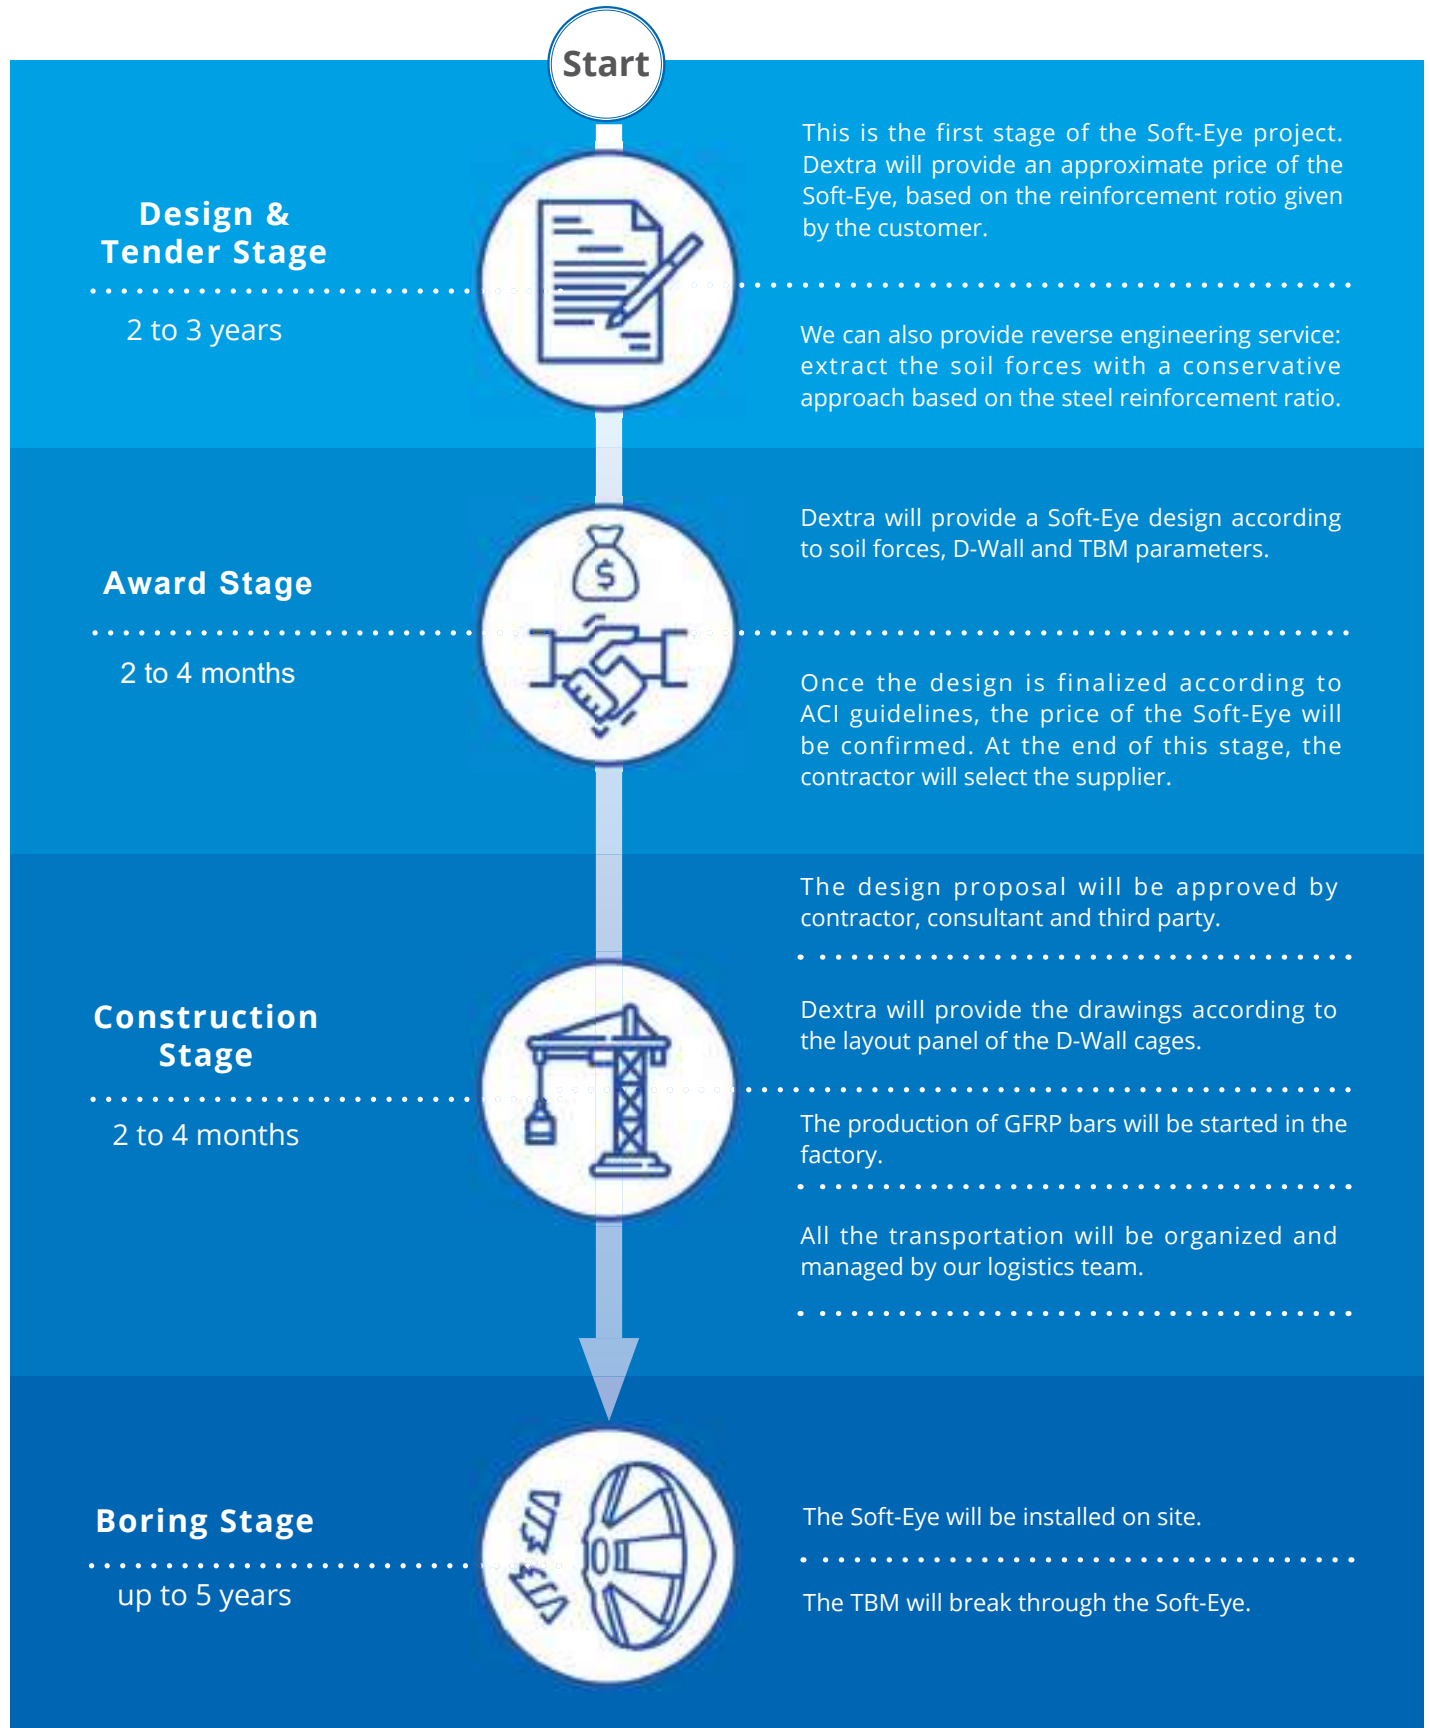 Start
Design &
Tender Stage
2 to 3 years
This is the first stage of the Soft-Eye project.
Dextra will provide an approximate price of the
Soft-Eye, based on the reinforcement rotio given
by the customer.
We can also provide reverse engineering service:
extract the soil forces with a conservative
approach based on the steel reinforcement ratio.
Award Stage
2 to 4 months
$
Dextra will provide a Soft-Eye design according
to soil forces, D-Wall and TBM parameters.
Once the design is finalized according to
ACI guidelines, the price of the Soft-Eye will
be confirmed. At the end of this stage, the
contractor will select the supplier.
Construction
Stage
2 to 4 months
The design proposal will be approved by
contractor, consultant and third party.
Dextra will provide the drawings according to
the layout panel of the D-Wall cages.
The production of GFRP bars will be started in the
factory.
All the transportation will be organized and
managed by our logistics team.
Boring Stage
up to 5 years
The Soft-Eye will be installed on site.
The TBM will break through the Soft-Eye.